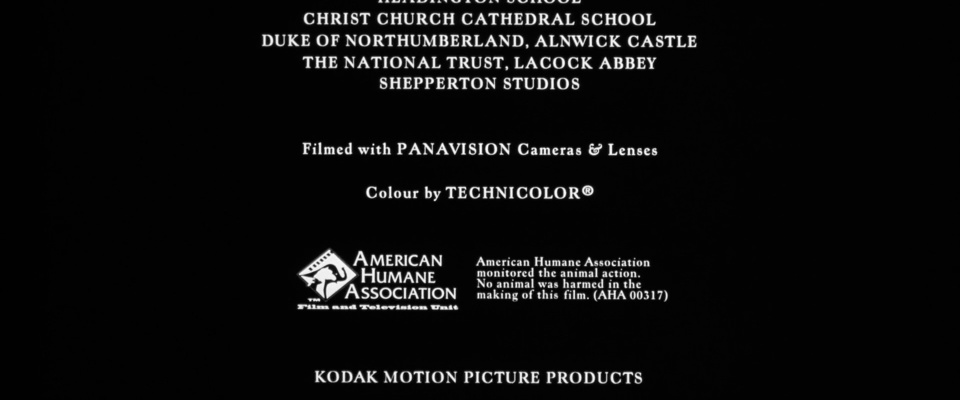 HEADINGTON SCHOOL
CHRIST CHURCH CATHEDRAL SCHOOL
DUKE OF NORTHUMBERLAND, ALNWICK CASTLE
THE NATIONAL TRUST, LACOCK ABBEY
SHEPPERTON STUDIOS
Filmed with PANAVISION Cameras & Lenses
Colour by TECHNICOLOR®
AMERICAN
HUMANE
ASSOCIATION
™
Film and Television Unit
American Humane Association
monitored the animal action.
No animal was harmed in the
making of this film. (AHA 00317)
KODAK MOTION PICTURE PRODUCTS